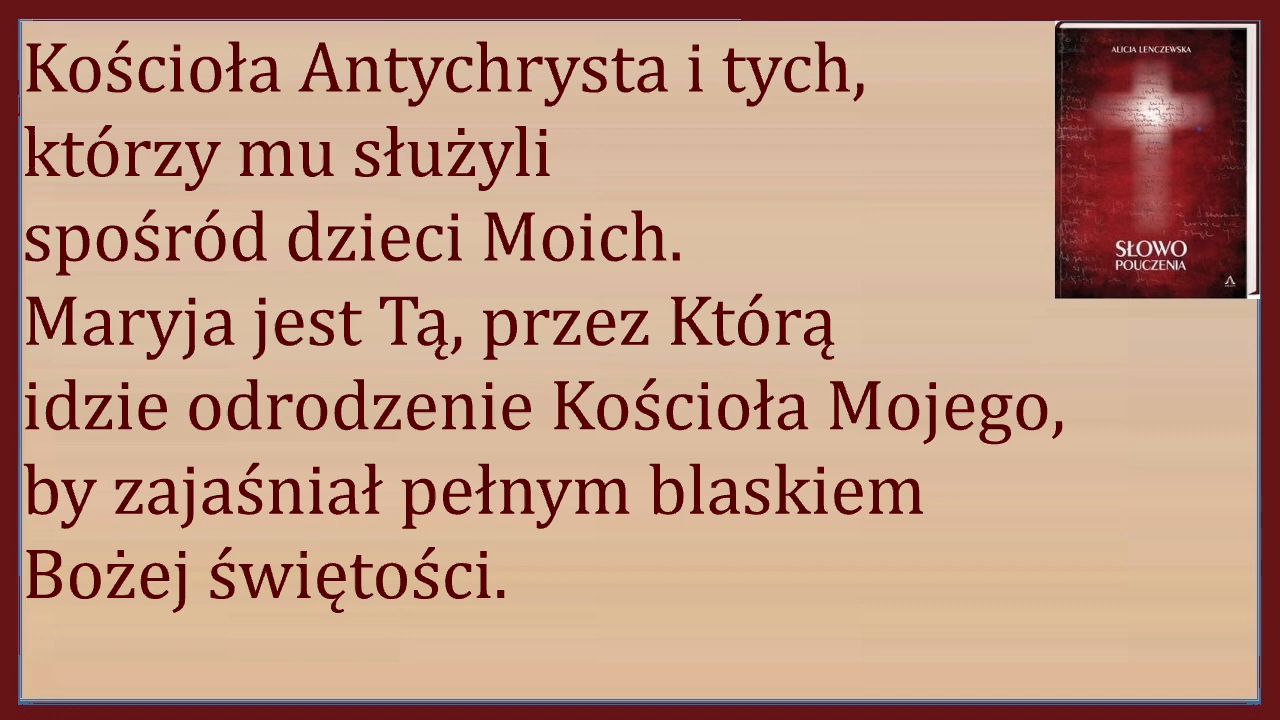 Kościoła Antychrysta i tych,
którzy mu służyli
spośród dzieci Moich.
Maryja jest Tą, przez Którą
idzie odrodzenie Kościoła Mojego,
by zajaśniał pełnym blaskiem
Bożej świętości.
ALICJA LENCZEWSKA
SŁOWO
POUCZENIA